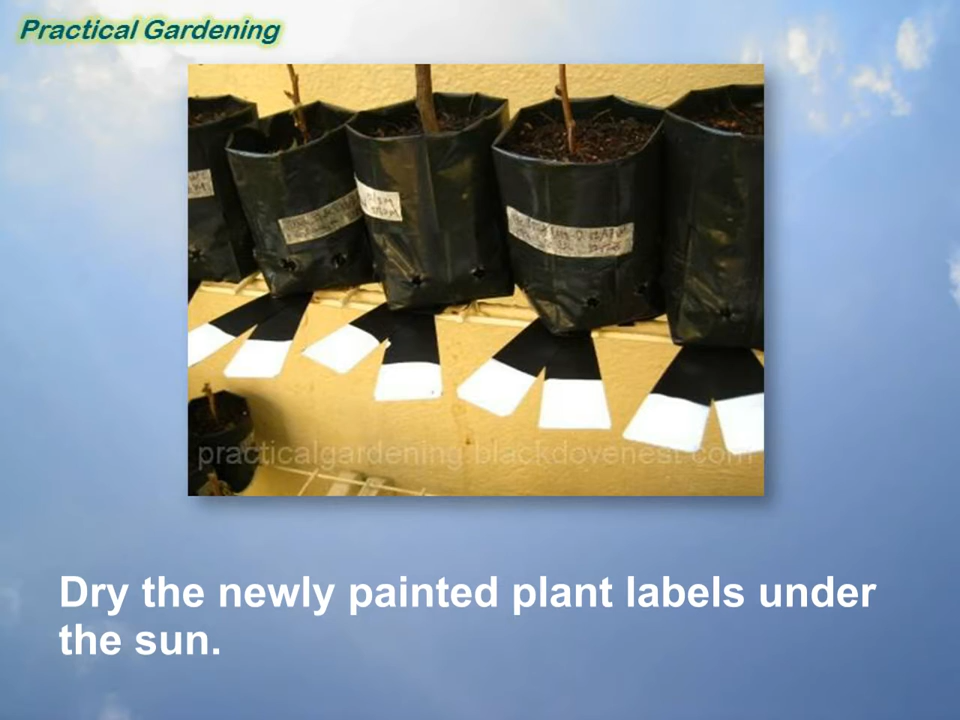 Practical Gardening
practicalgardening.blackdovenest.com
Dry the newly painted plant labels under
the sun.